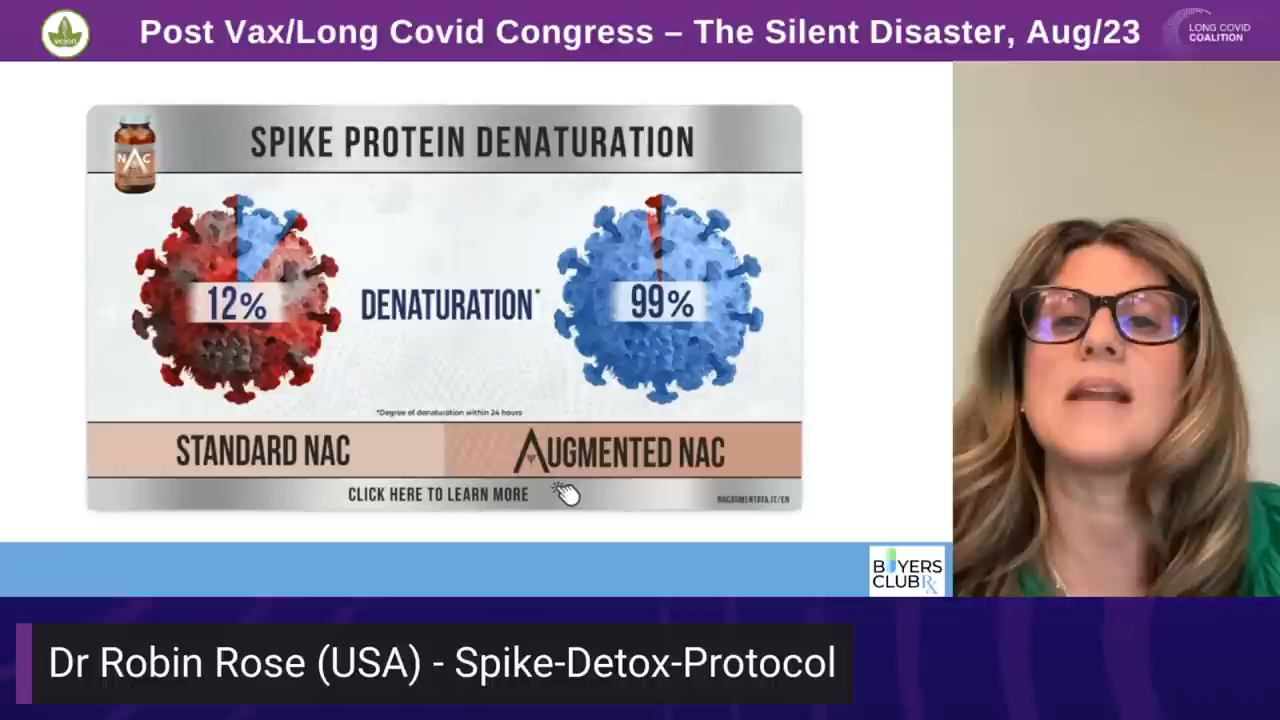 Post Vax/Long Covid Congress – The Silent Disaster, Aug/23
LONG COVID
COALITION
SPIKE PROTEIN DENATURATION
NAC
12%
DENATURATION*
99%
*Degree of denaturation within 24 hours
STANDARD NAC
AUGMENTED NAC
CLICK HERE TO LEARN MORE
BUYERS
CLUB Rx
Dr Robin Rose (USA) - Spike-Detox-Protocol